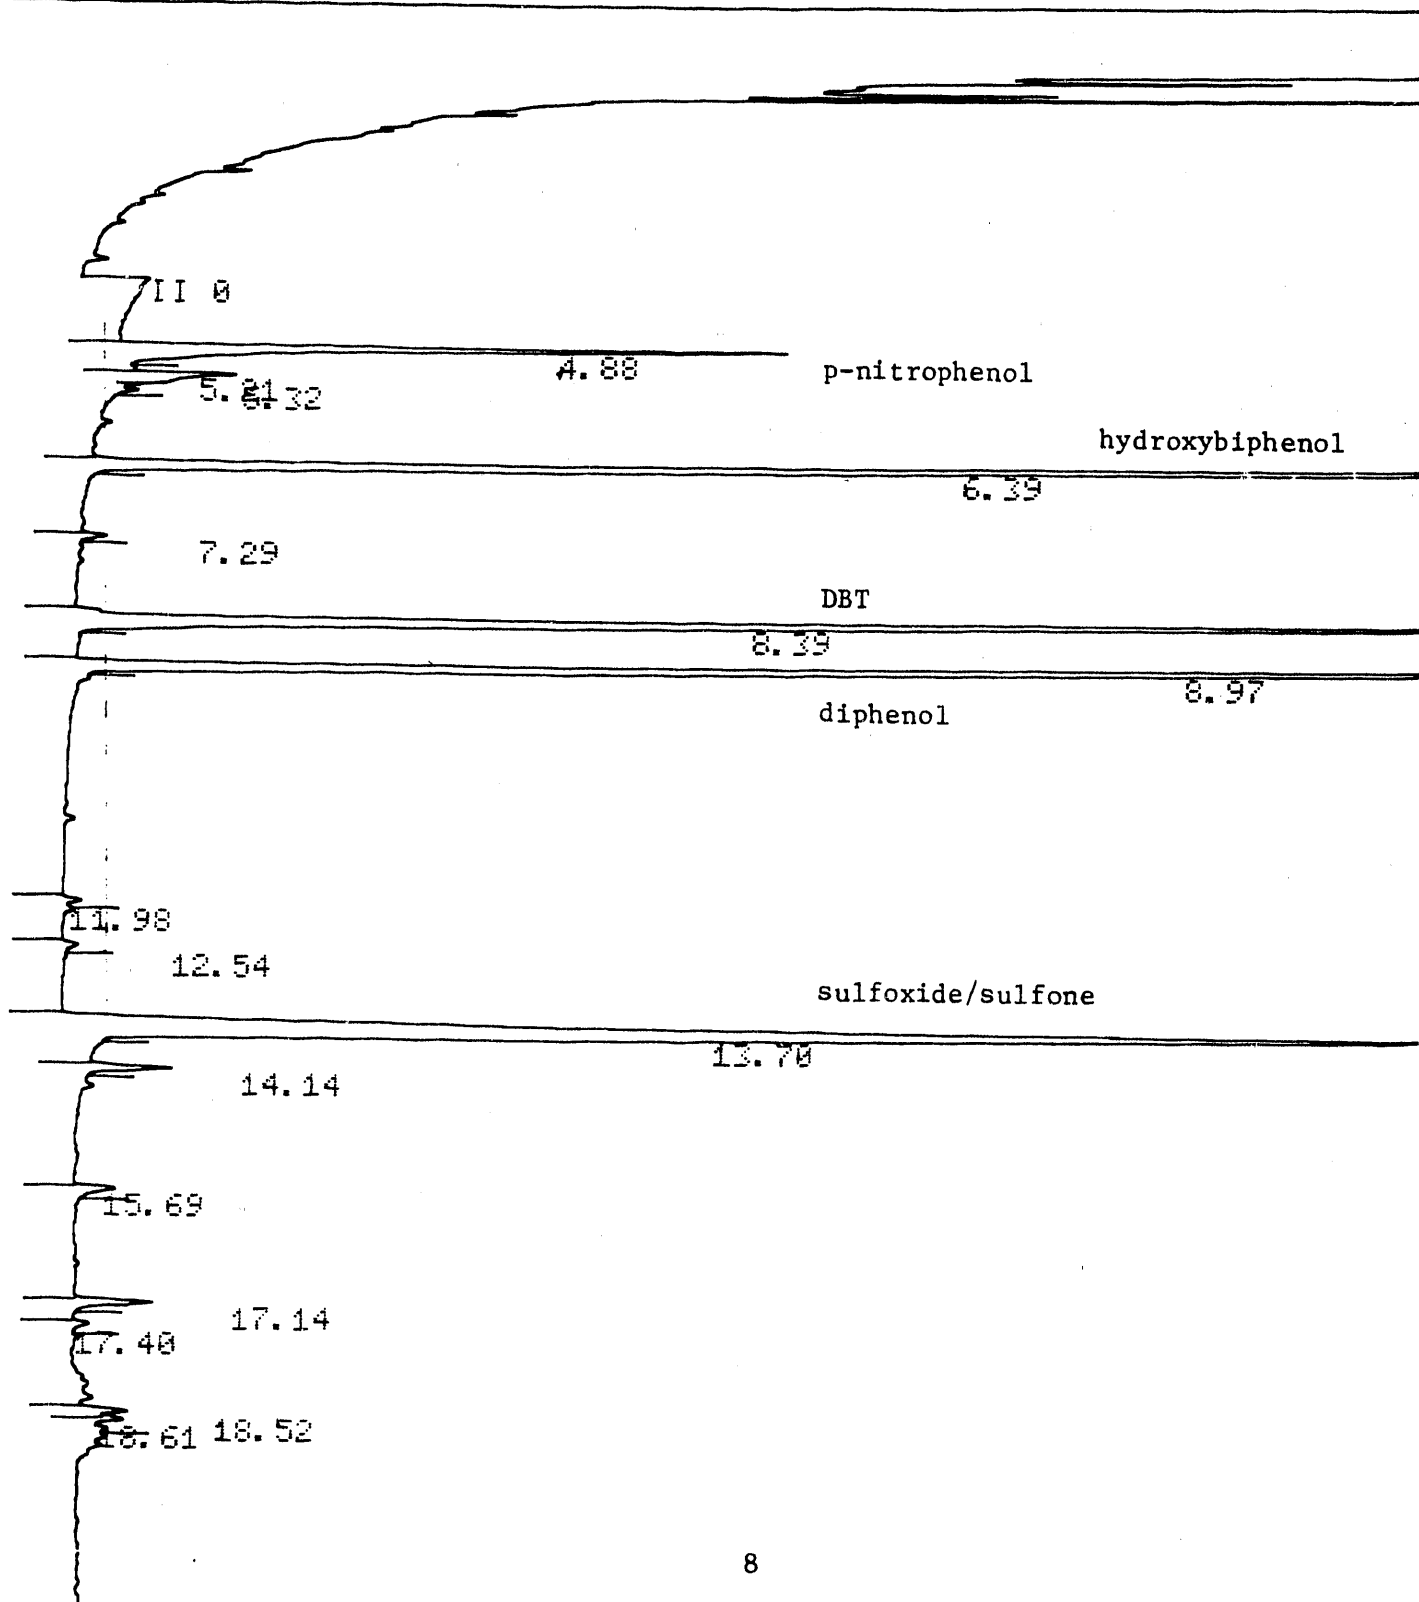 II 0
4.88
p-nitrophenol
5.21
32
hydroxybiphenol
6.39
7.29
DBT
8.39
8.97
diphenol
11.98
12.54
sulfoxide/sulfone
13.70
14.14
15.69
17.14
17.40
18.61 18.52
8